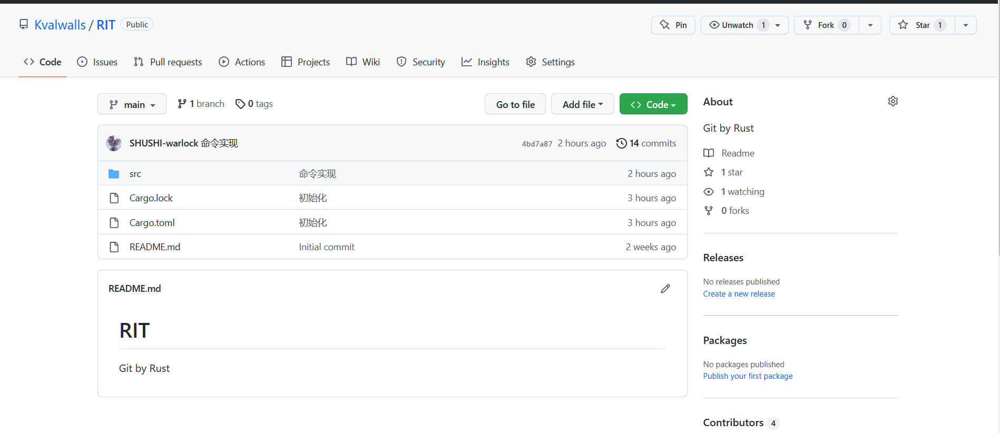 Kvalwalls / RIT Public
Pin Unwatch 1 Fork 0 Star 1
Code Issues Pull requests Actions Projects Wiki Security Insights Settings
main 1 branch 0 tags Go to file Add file Code
SHUSHI-warlock 命令实现 4bd7a87 2 hours ago 14 commits
src 命令实现 2 hours ago
Cargo.lock 初始化 3 hours ago
Cargo.toml 初始化 3 hours ago
README.md Initial commit 2 weeks ago
README.md
RIT
Git by Rust
About
Git by Rust
Readme
1 star
1 watching
0 forks
Releases
No releases published
Create a new release
Packages
No packages published
Publish your first package
Contributors 4